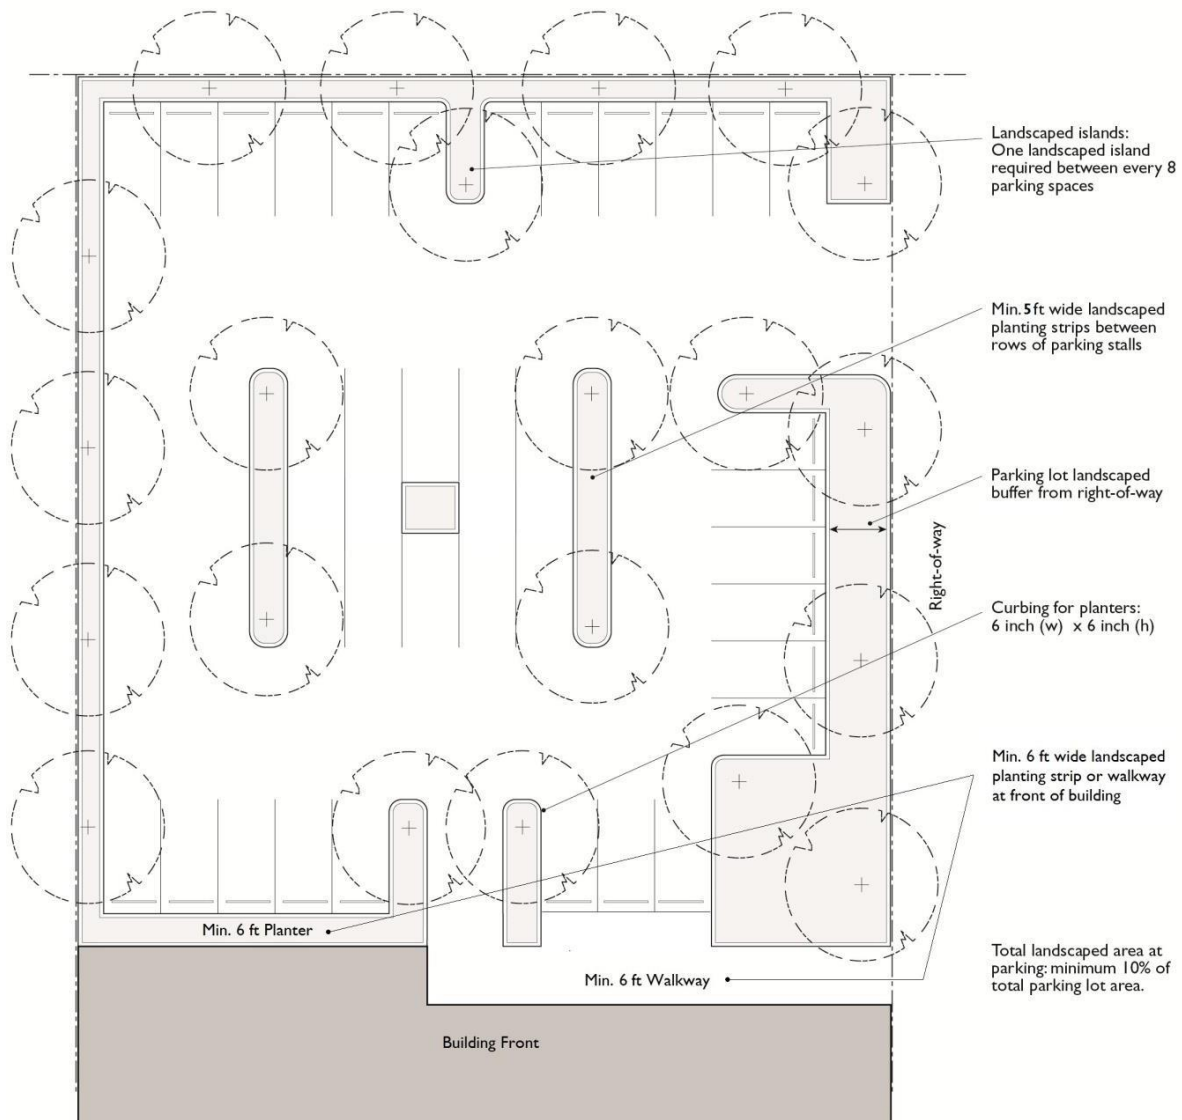 Landscaped islands:
One landscaped island
required between every 8
parking spaces
Min. 5 ft wide landscaped
planting strips between
rows of parking stalls
Parking lot landscaped
buffer from right-of-way
Right-of-way
Curbing for planters:
6 inch (w) x 6 inch (h)
Min. 6 ft wide landscaped
planting strip or walkway
at front of building
Min. 6 ft Planter
Min. 6 ft Walkway
Total landscaped area at
parking: minimum 10% of
total parking lot area.
Building Front